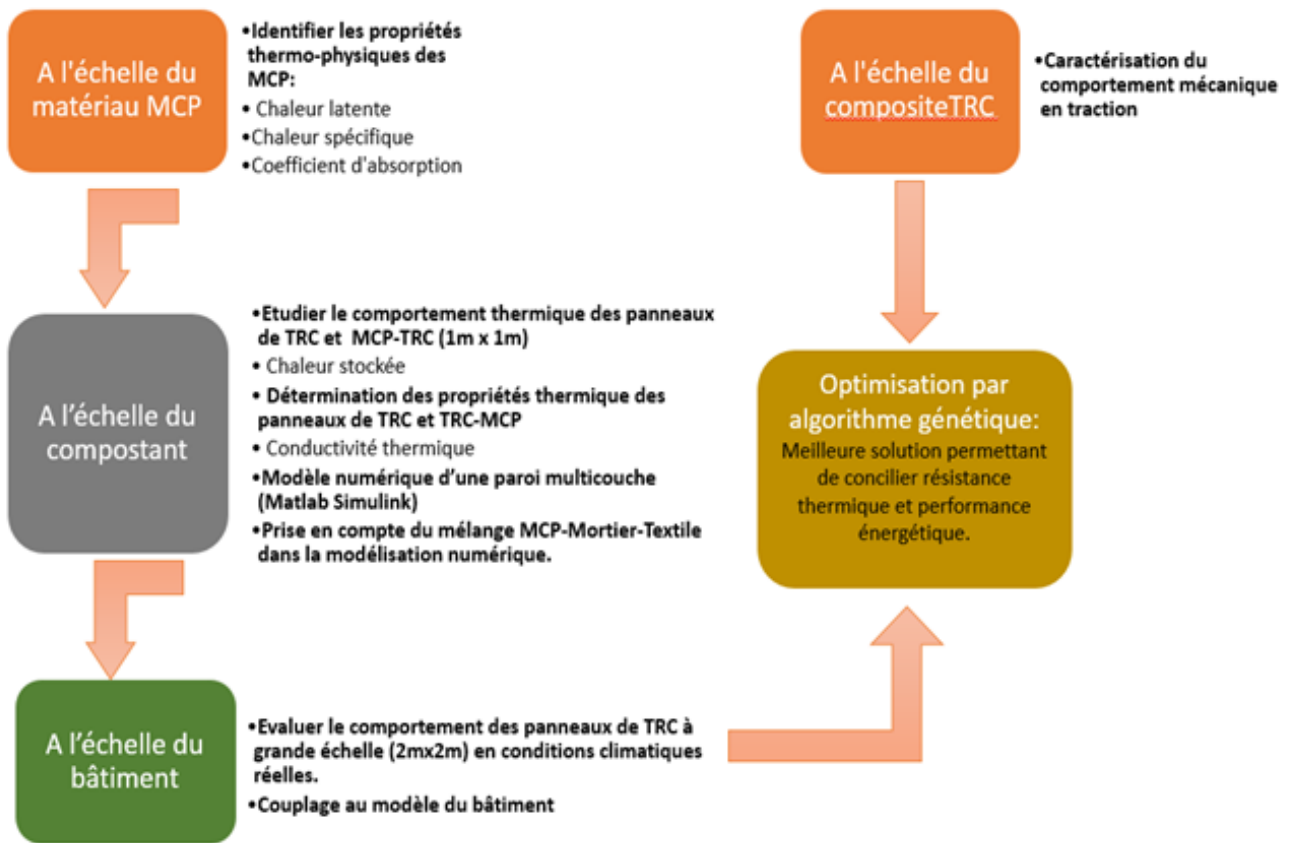 A l'échelle du
matériau MCP
•Identifier les propriétés
thermo-physiques des
MCP:
• Chaleur latente
•Chaleur spécifique
•Coefficient d'absorption
A l’échelle du
compostant
•Etudier le comportement thermique des panneaux
de TRC et MCP-TRC (1m x 1m)
• Chaleur stockée
• Détermination des propriétés thermique des
panneaux de TRC et TRC-MCP
• Conductivité thermique
•Modèle numérique d’une paroi multicouche
(Matlab Simulink)
•Prise en compte du mélange MCP-Mortier-Textile
dans la modélisation numérique.
A l’échelle du
bâtiment
•Evaluer le comportement des panneaux de TRC à
grande échelle (2mx2m) en conditions climatiques
réelles.
•Couplage au modèle du bâtiment
A l'échelle du
compositeTRC
•Caractérisation du
comportement mécanique
en traction
Optimisation par
algorithme génétique:
Meilleure solution permettant
de concilier résistance
thermique et performance
énergétique.